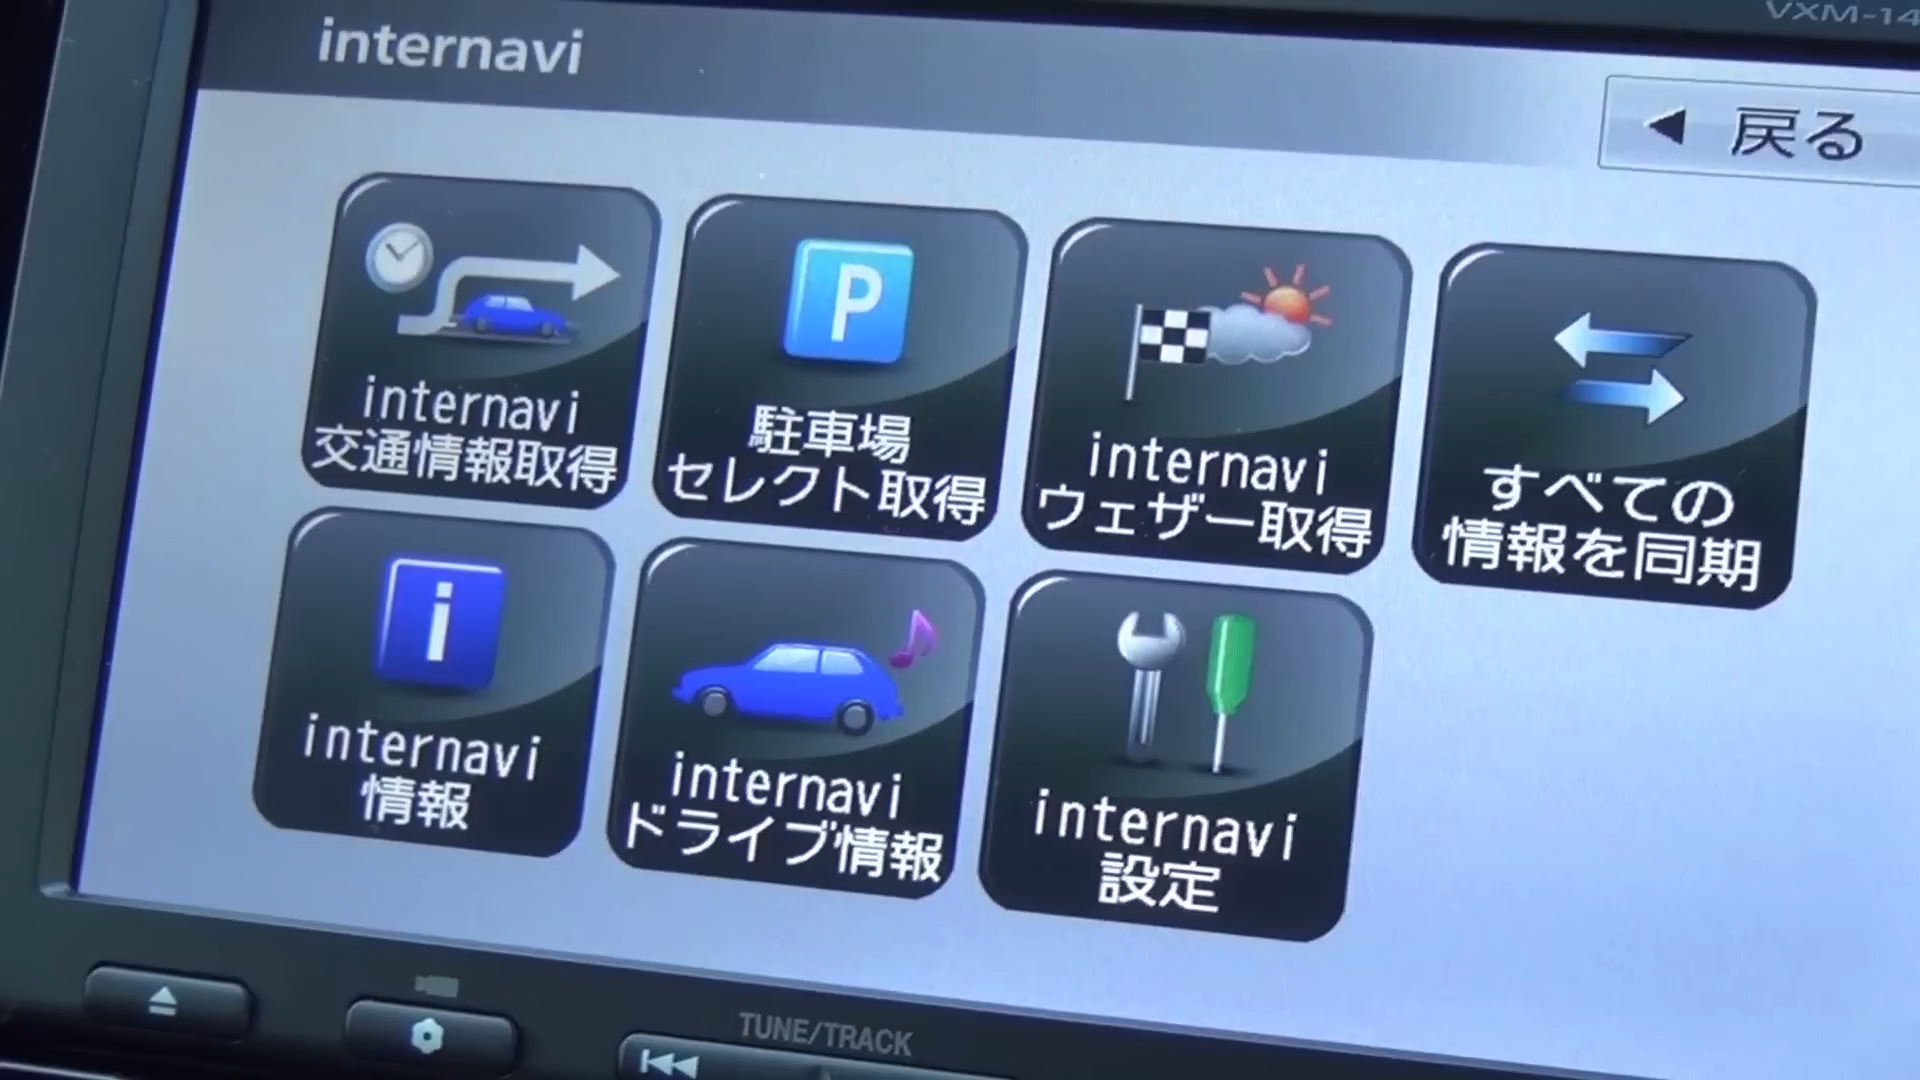 VXM-14
internavi
戻る
internavi
交通情報取得
P
駐車場
セレクト取得
internavi
ウェザー取得
すべての
情報を同期
i
internavi
情報
internavi
ドライブ情報
internavi
設定
TUNE/TRACK